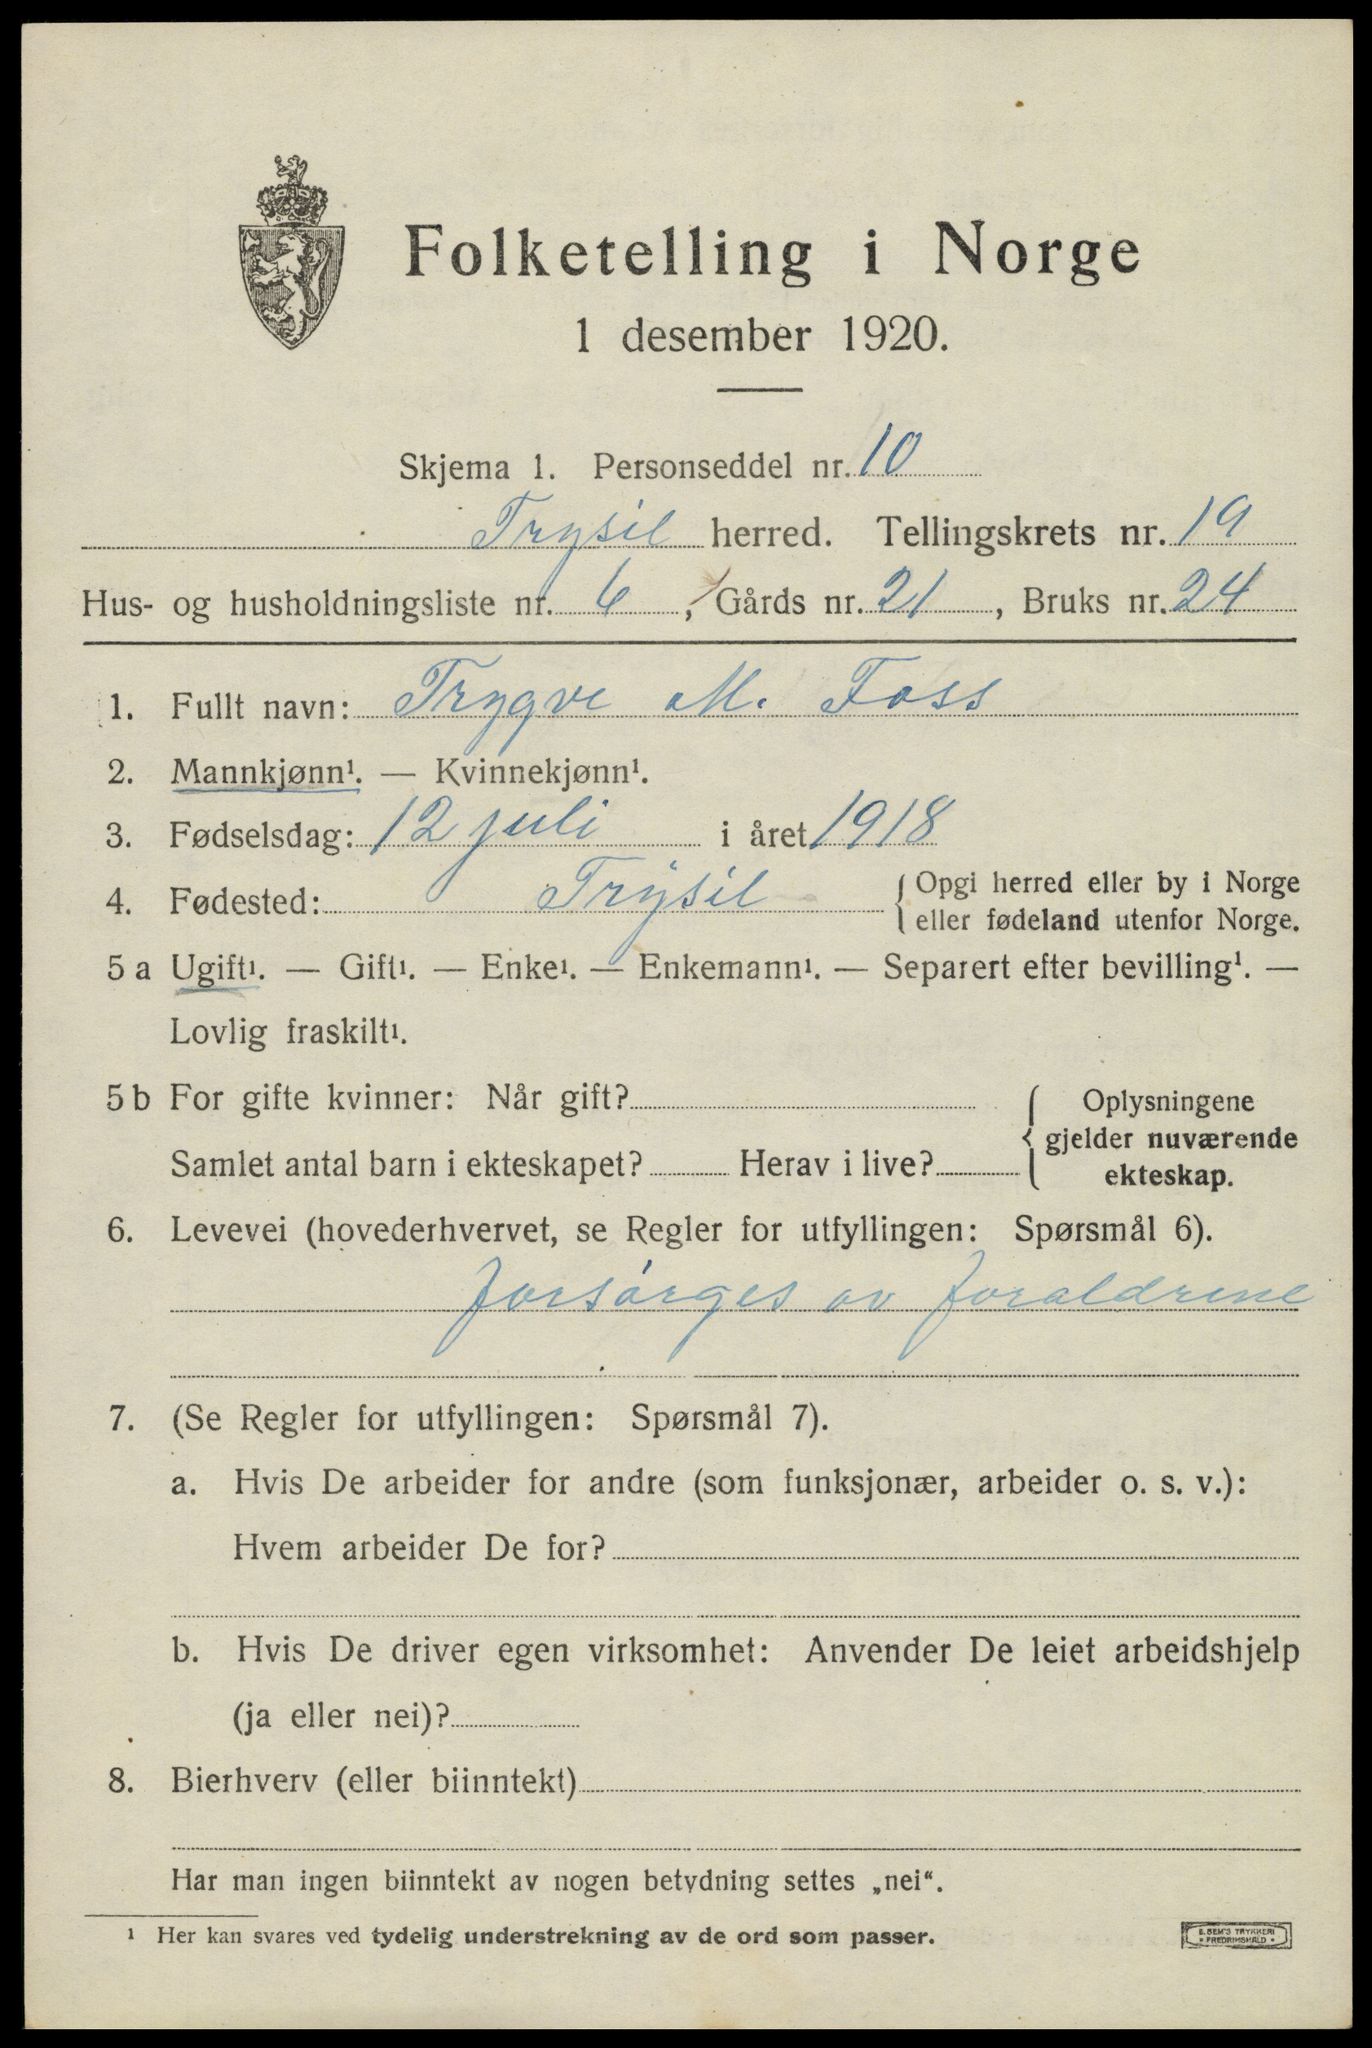 Folketelling i Norge
1 desember 1920.
Skjema 1. Personseddel nr. 10
Trysil herred. Tellingskrets nr. 19
Hus- og husholdningsliste nr. 6, Gårds nr. 21, Bruks nr. 24
1. Fullt navn: Trygve M. Foss
2. Mannkjønn¹. — Kvinnekjønn¹.
3. Fødselsdag: 12 juli i året 1918
4. Fødested: Trysil { Opgi herred eller by i Norge
eller fødeland utenfor Norge.
5 a Ugift¹. — Gift¹. — Enke¹. — Enkemann¹. — Separert efter bevilling¹. —
Lovlig fraskilt¹.
5 b For gifte kvinner: Når gift? { Oplysningene
gjelder nuværende
Samlet antal barn i ekteskapet? Herav i live? ekteskap.
6. Levevei (hovederhvervet, se Regler for utfyllingen: Spørsmål 6).
forsørges av foraldrene
7. (Se Regler for utfyllingen: Spørsmål 7).
a. Hvis De arbeider for andre (som funksjonær, arbeider o. s. v.):
Hvem arbeider De for?
b. Hvis De driver egen virksomhet: Anvender De leiet arbeidshjelp
(ja eller nei)?
8. Bierhverv (eller biinntekt)
Har man ingen biinntekt av nogen betydning settes „nei“.
¹ Her kan svares ved tydelig understrekning av de ord som passer.
E. SEM'S TRYKKERI
• FREDRIKSHALD •